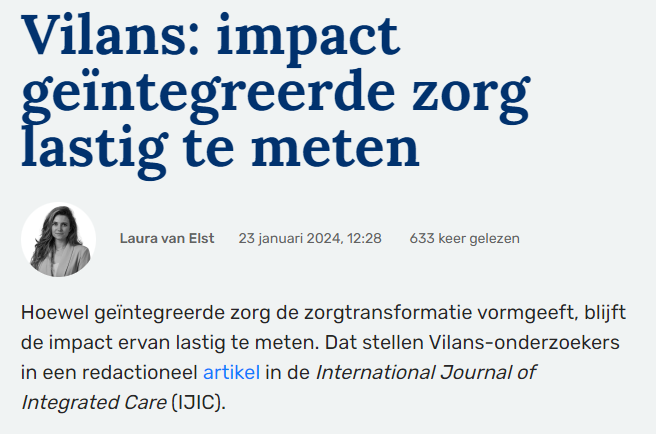 Vilans: impact
geïntegreerde zorg
lastig te meten
Laura van Elst 23 januari 2024, 12:28 633 keer gelezen
Hoewel geïntegreerde zorg de zorgtransformatie vormgeeft, blijft
de impact ervan lastig te meten. Dat stellen Vilans-onderzoekers
in een redactioneel artikel in de International Journal of
Integrated Care (IJIC).